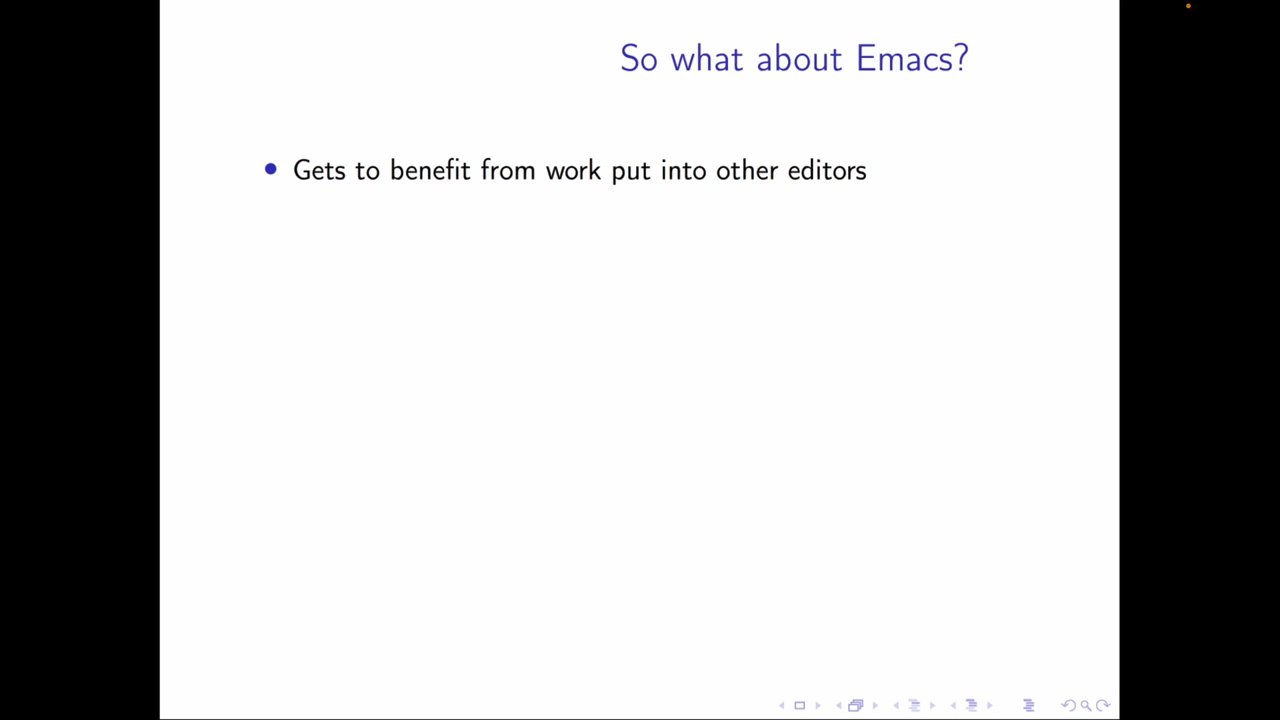 So what about Emacs?
Gets to benefit from work put into other editors